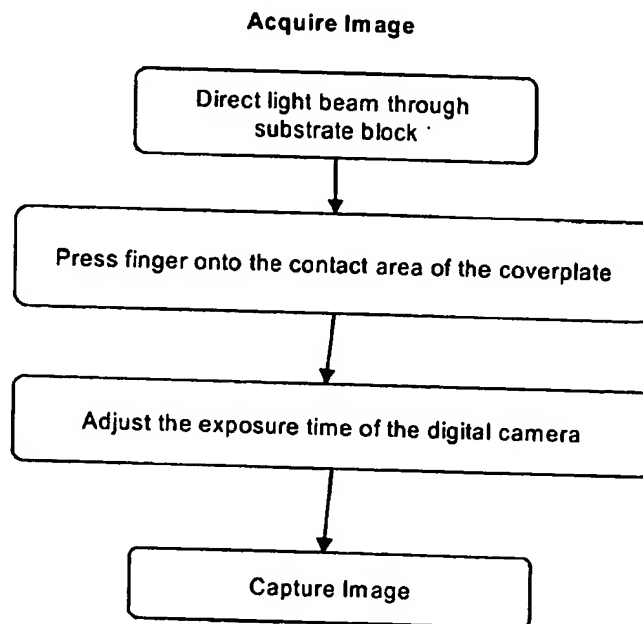 Acquire Image
Direct light beam through
substrate block
Press finger onto the contact area of the coverplate
Adjust the exposure time of the digital camera
Capture Image